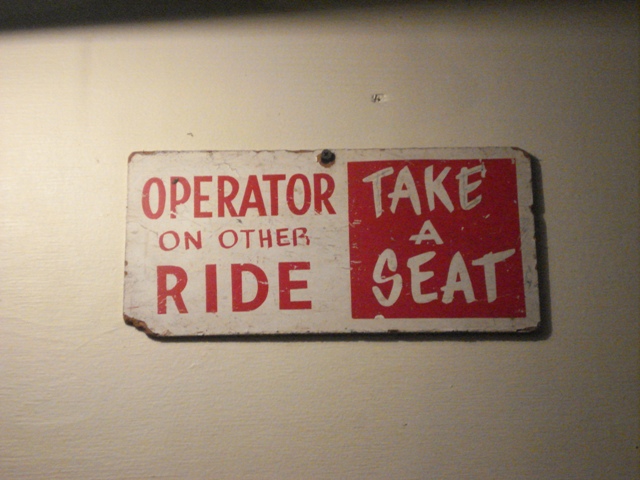 OPERATOR
ON OTHER
RIDE
TAKE
A
SEAT